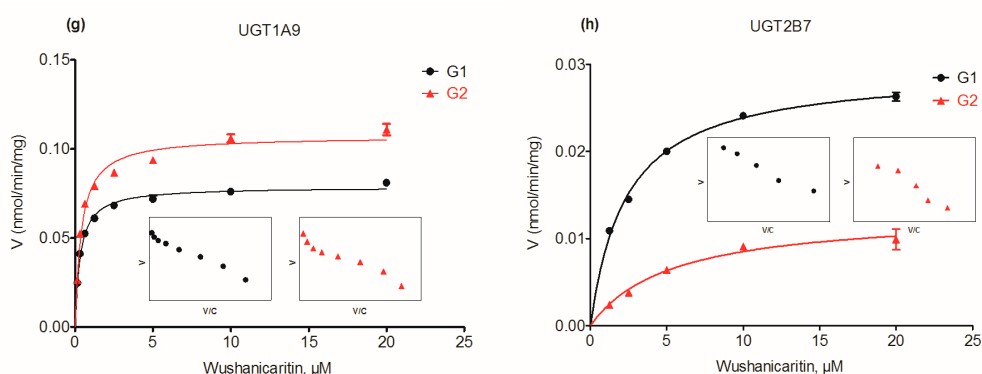 (g)
UGT1A9
G1
G2
V (nmol/min/mg)
0.15
0.10
0.05
0.00
V
V/C
V
V/C
0
5
10
15
20
25
Wushanicaritin, µM
(h)
UGT2B7
G1
G2
V (nmol/min/mg)
0.03
0.02
0.01
0.00
V
V/C
V
V/C
0
5
10
15
20
25
Wushanicaritin, µM